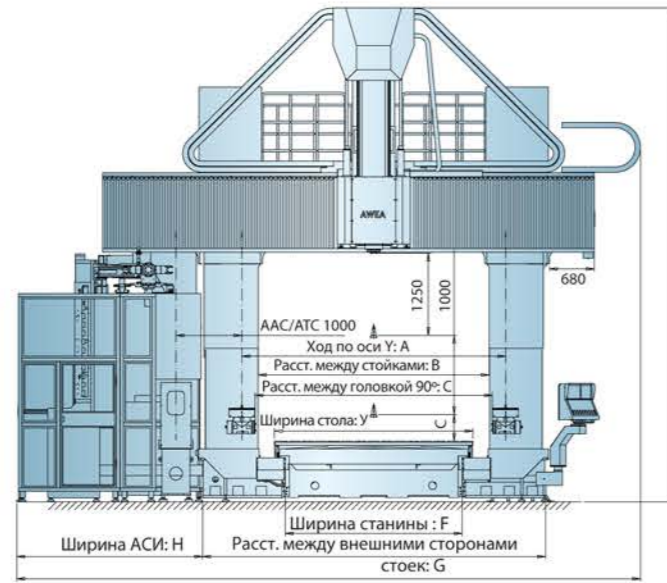 AWEA
680
1250
1000
AAC/ATC 1000
Ход по оси Y: A
Расст. между стойками: B
Расст. между головкой 90º: C
Ширина стола: У
C
Ширина станины : F
Ширина АСИ: H
Расст. между внешними сторонами
стоек: G